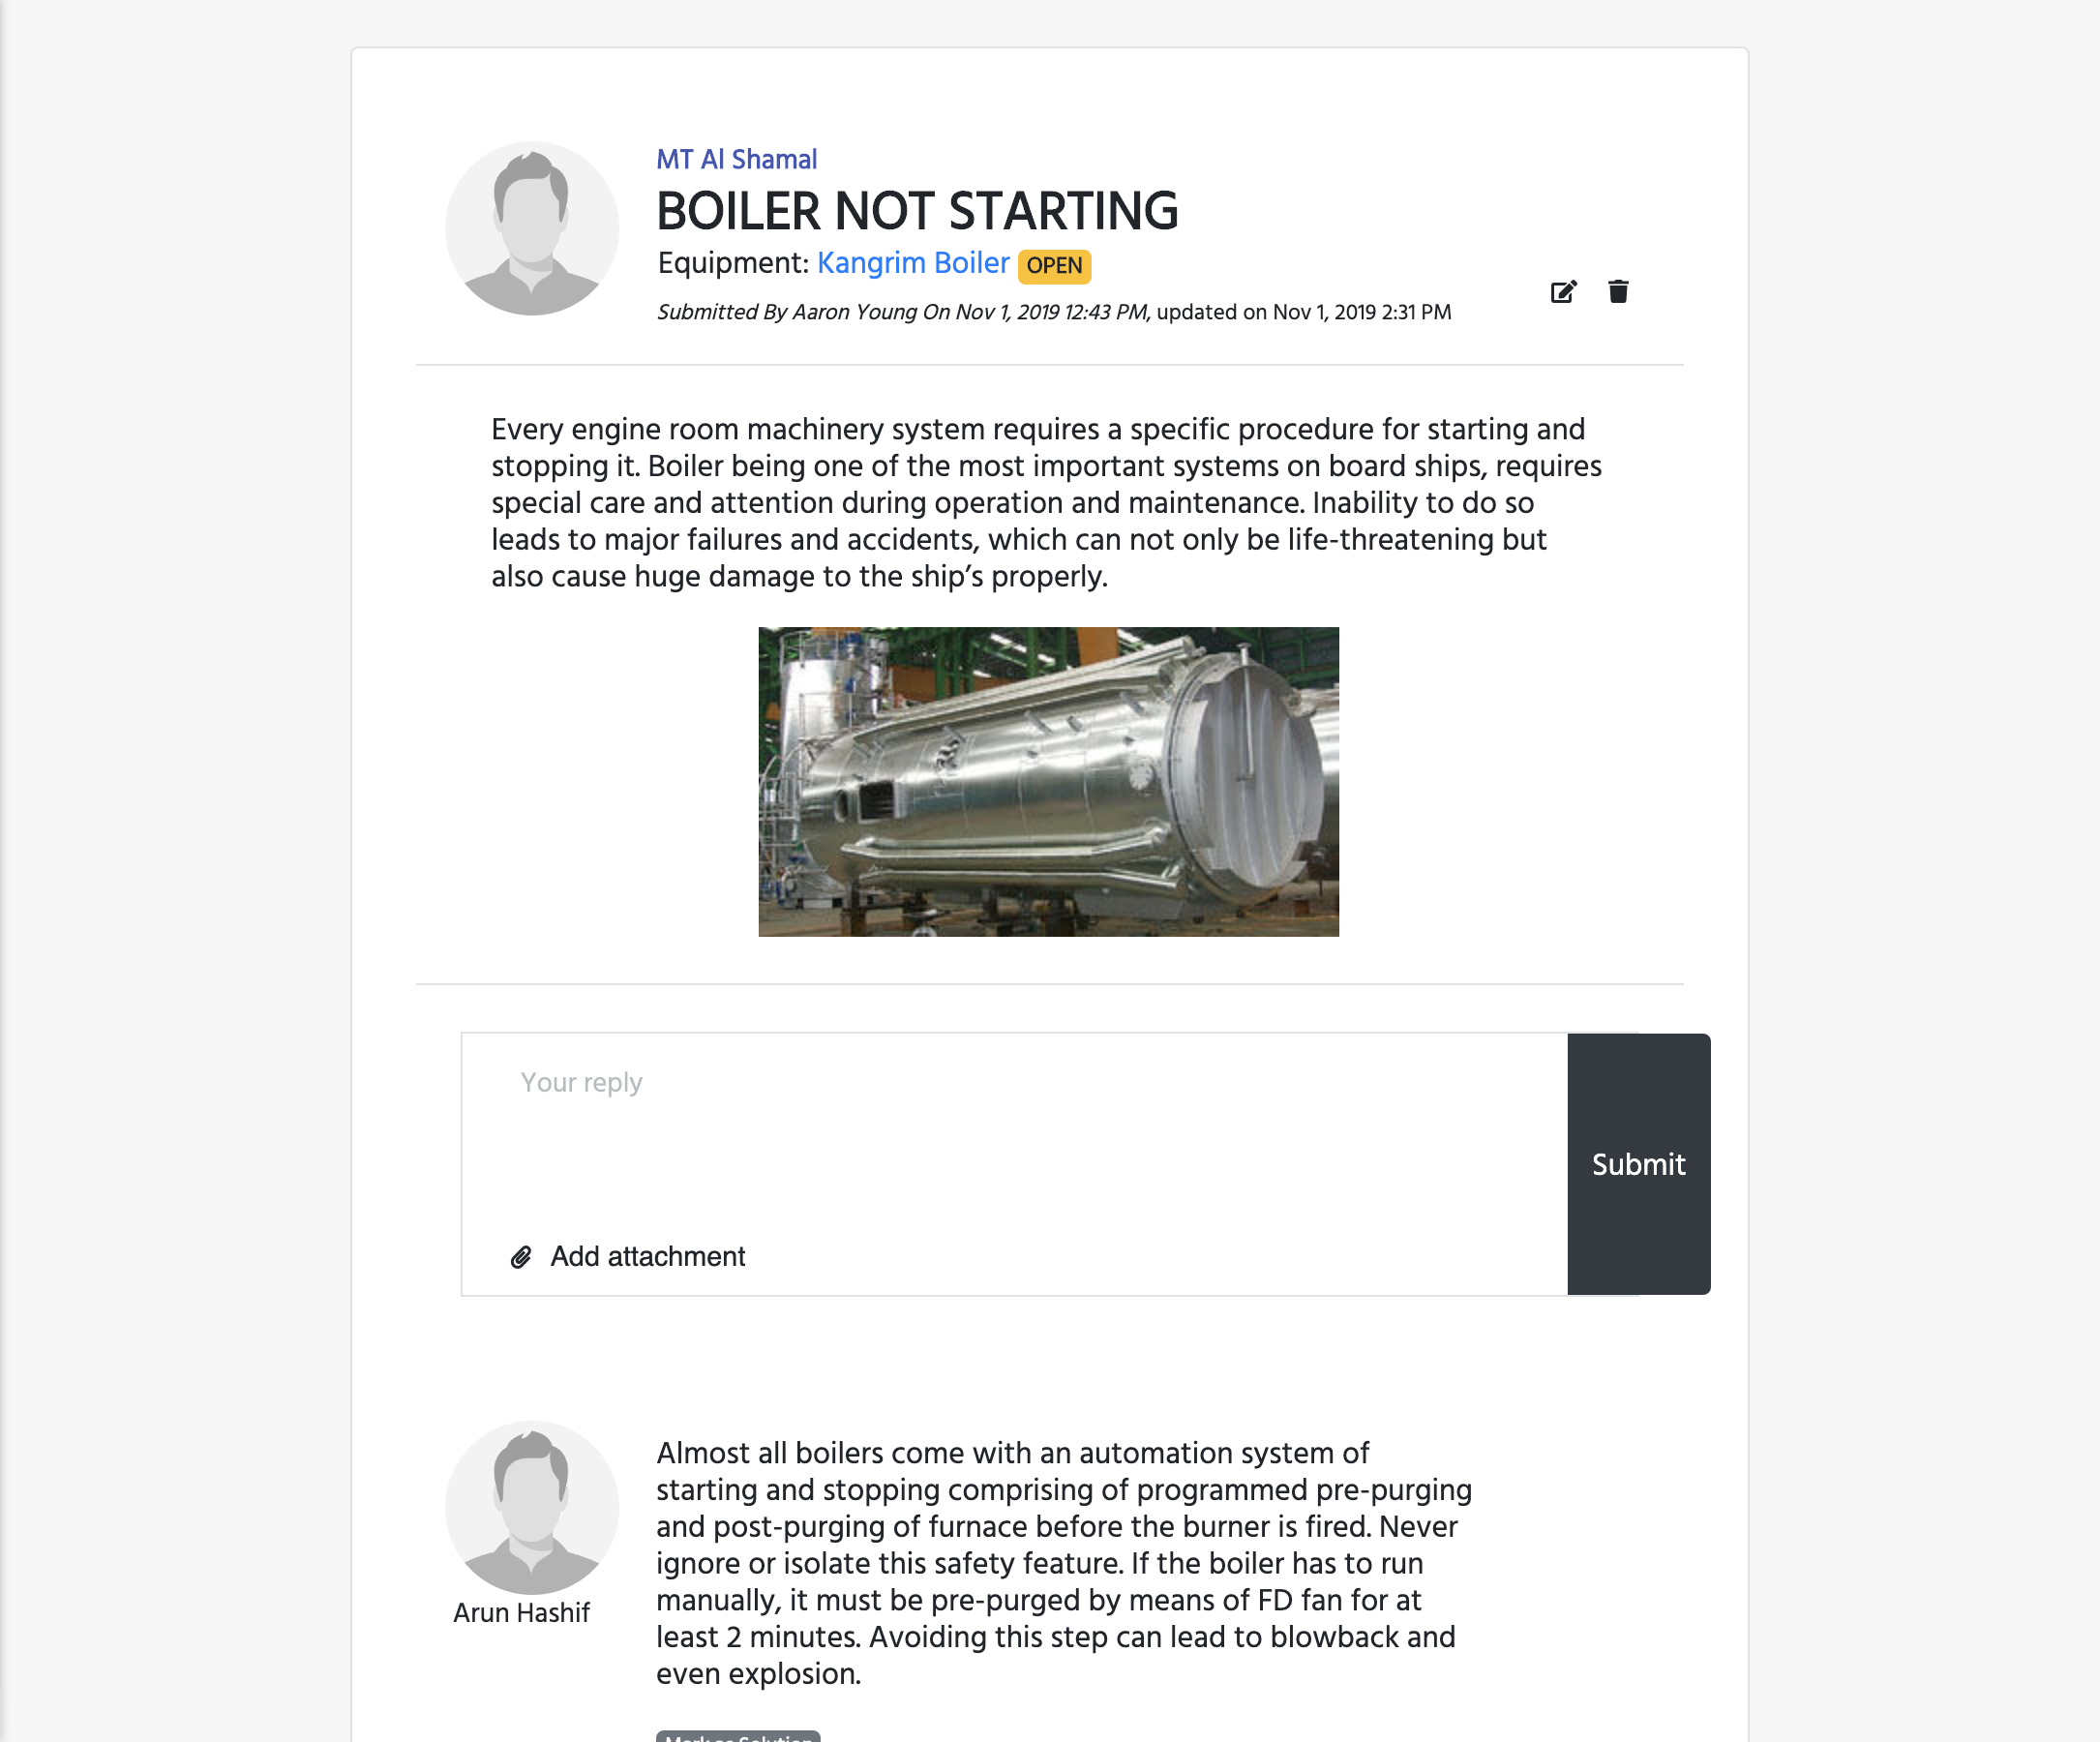 MT Al Shamal
BOILER NOT STARTING
Equipment: Kangrim Boiler OPEN
Submitted By Aaron Young On Nov 1, 2019 12:43 PM, updated on Nov 1, 2019 2:31 PM
Every engine room machinery system requires a specific procedure for starting and
stopping it. Boiler being one of the most important systems on board ships, requires
special care and attention during operation and maintenance. Inability to do so
leads to major failures and accidents, which can not only be life-threatening but
also cause huge damage to the ship’s properly.
Your reply
Submit
Add attachment
Almost all boilers come with an automation system of
starting and stopping comprising of programmed pre-purging
and post-purging of furnace before the burner is fired. Never
ignore or isolate this safety feature. If the boiler has to run
manually, it must be pre-purged by means of FD fan for at
least 2 minutes. Avoiding this step can lead to blowback and
even explosion.
Arun Hashif
Mark as Solution